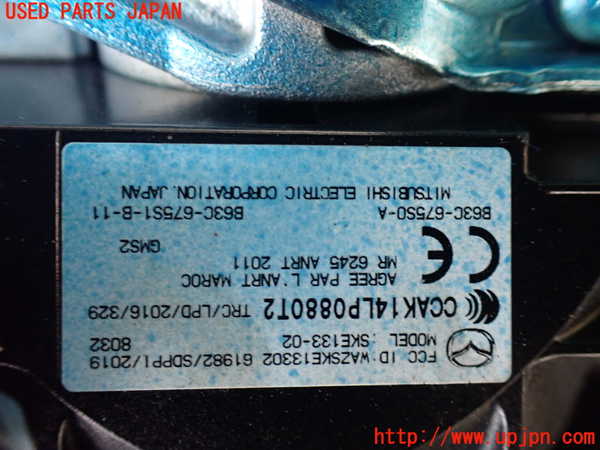 USED PARTS JAPAN
FCC ID:WAZSKE13302 61982/SDPPI/2019
MODEL :SKE133-02 8032
CCAK14LP0880T2 TRC/LPD/2016/329
AGREE PAR L'ANRT MAROC
MR 6245 ANRT 2011
GMS2
CE
B63C-675S0-A B63C-675S1-B-11
MITSUBISHI ELECTRIC CORPORATION.JAPAN
http://www.upjpn.com/